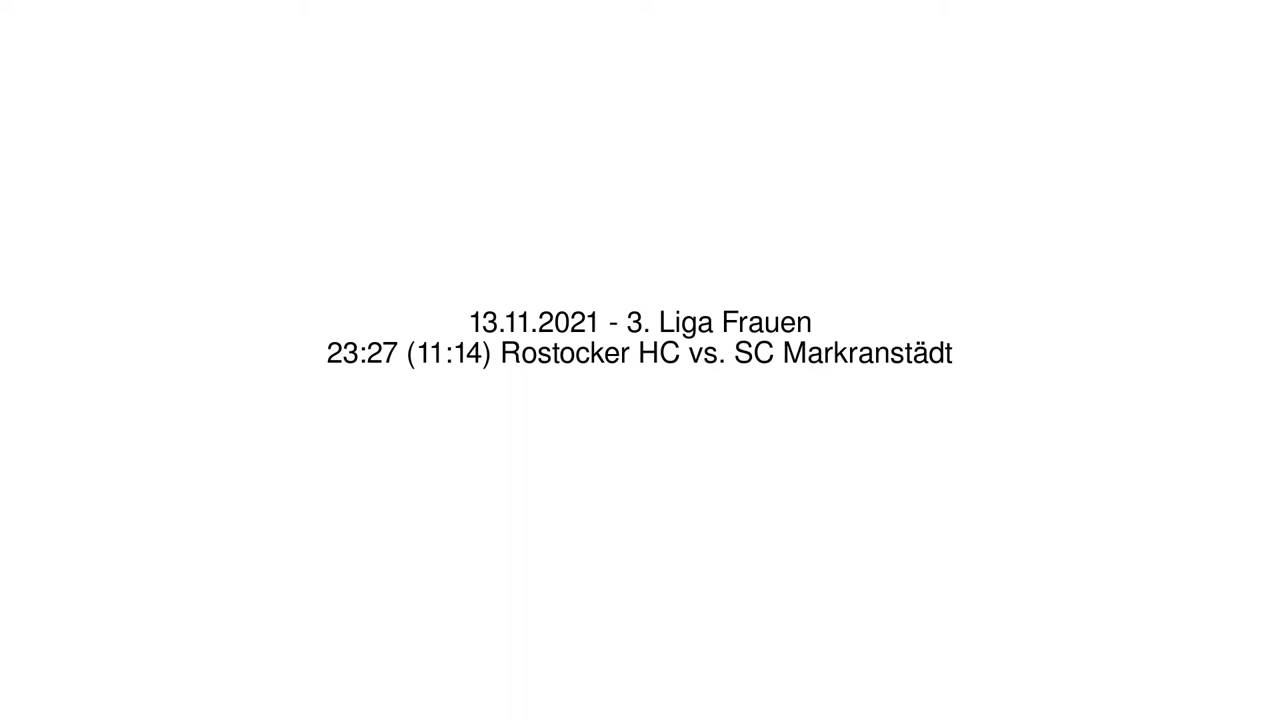 13.11.2021 - 3. Liga Frauen
23:27 (11:14) Rostocker HC vs. SC Markranstädt